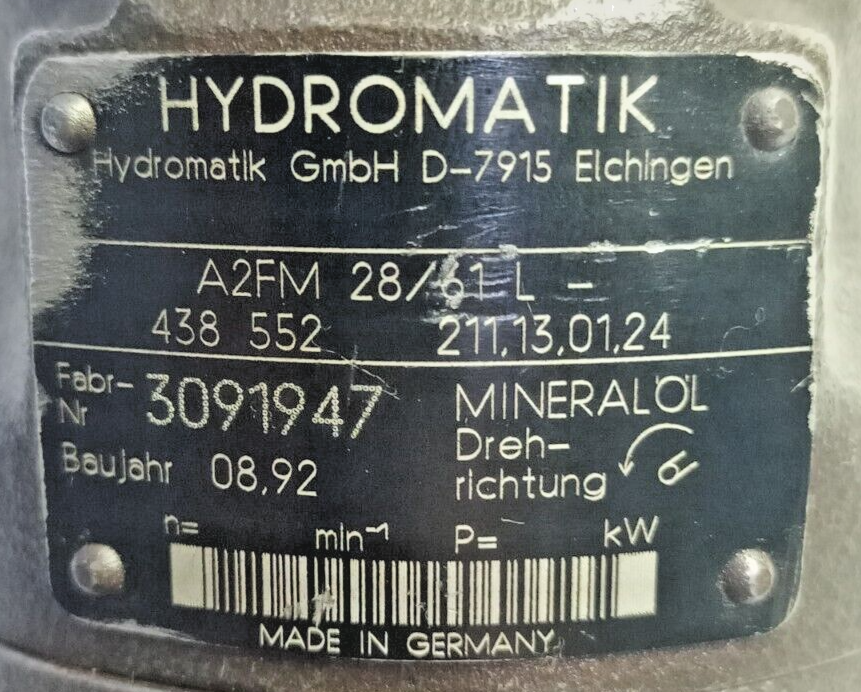 HYDROMATIK
Hydromatik GmbH D-7915 Elchingen
A2FM 28/61 L -
438 552 211.13.01.24
Fabr-
Nr 3091947 MINERALÖL
Baujahr 08.92 Dreh-
richtung
n= min⁻¹ P= kW
MADE IN GERMANY